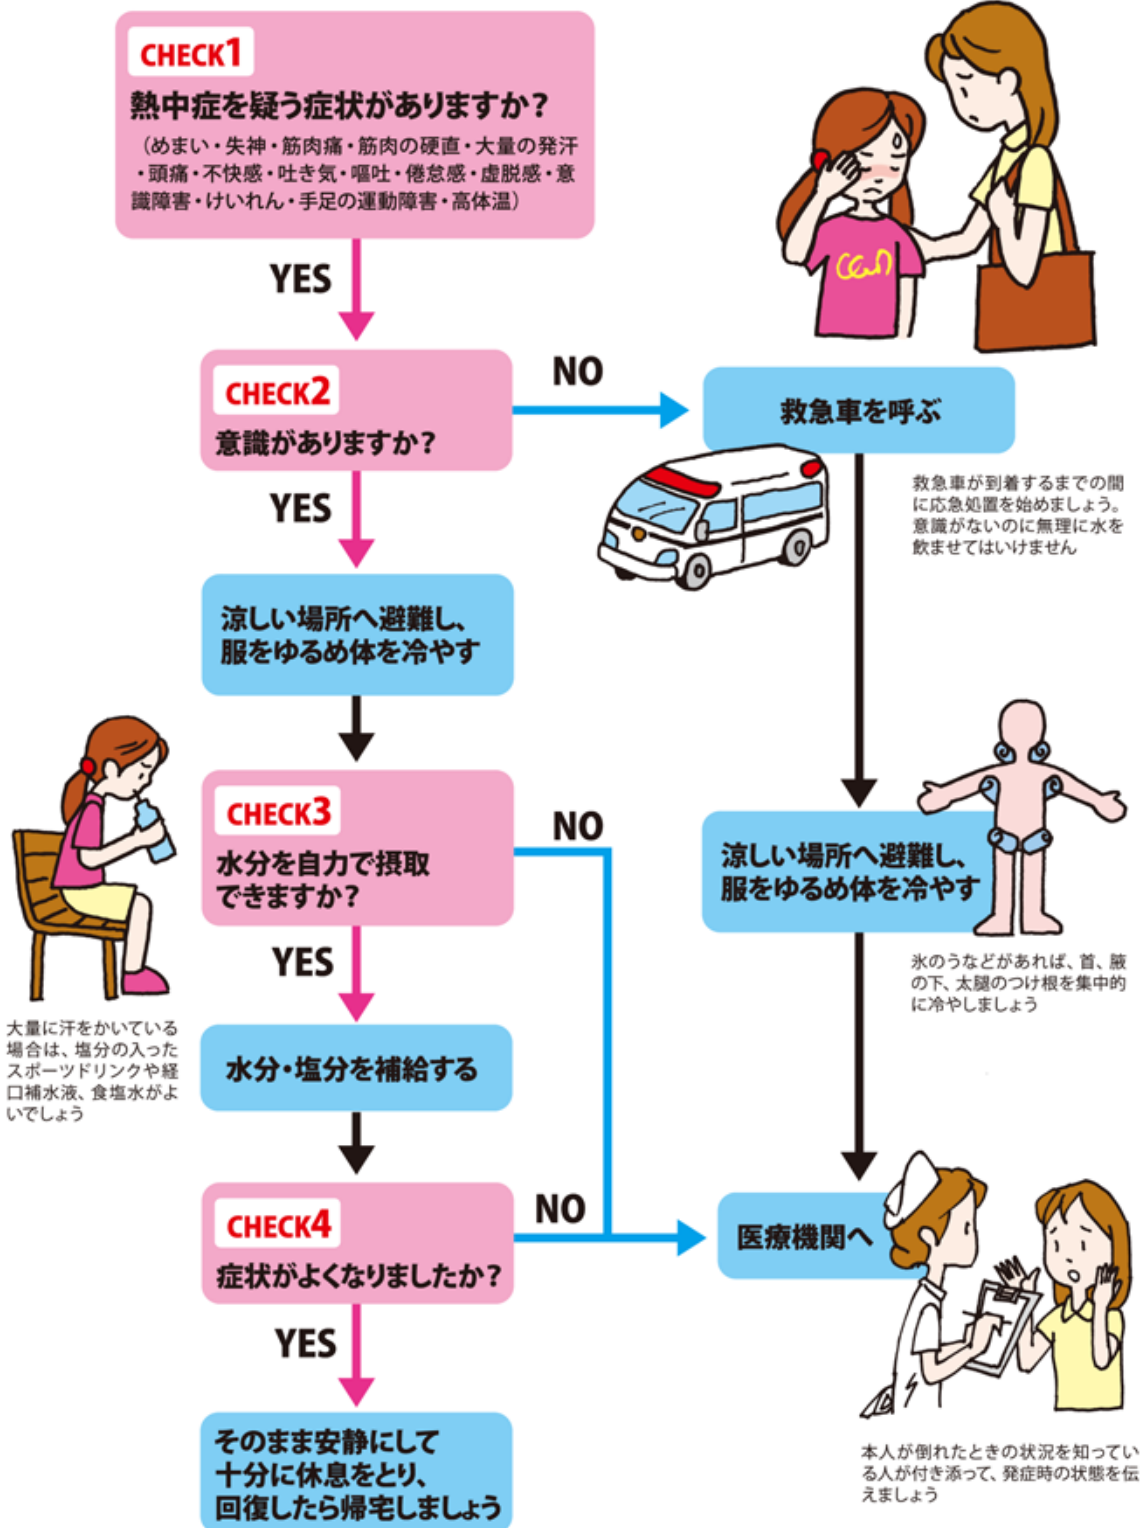 CHECK1
熱中症を疑う症状がありますか?
（めまい・失神・筋肉痛・筋肉の硬直・大量の発汗
・頭痛・不快感・吐き気・嘔吐・倦怠感・虚脱感・意
識障害・けいれん・手足の運動障害・高体温）
YES
CHECK2
意識がありますか?
NO
救急車を呼ぶ
救急車が到着するまでの間
に応急処置を始めましょう。
意識がないのに無理に水を
飲ませてはいけません
YES
涼しい場所へ避難し、
服をゆるめ体を冷やす
CHECK3
水分を自力で摂取
できますか?
NO
涼しい場所へ避難し、
服をゆるめ体を冷やす
氷のうなどがあれば、首、腋
の下、太腿のつけ根を集中的
に冷やしましょう
YES
大量に汗をかいている
場合は、塩分の入った
スポーツドリンクや経
口補水液、食塩水がよ
いでしょう
水分・塩分を補給する
CHECK4
症状がよくなりましたか?
NO
医療機関へ
YES
そのまま安静にして
十分に休息をとり、
回復したら帰宅しましょう
本人が倒れたときの状況を知ってい
る人が付き添って、発症時の状態を伝
えましょう